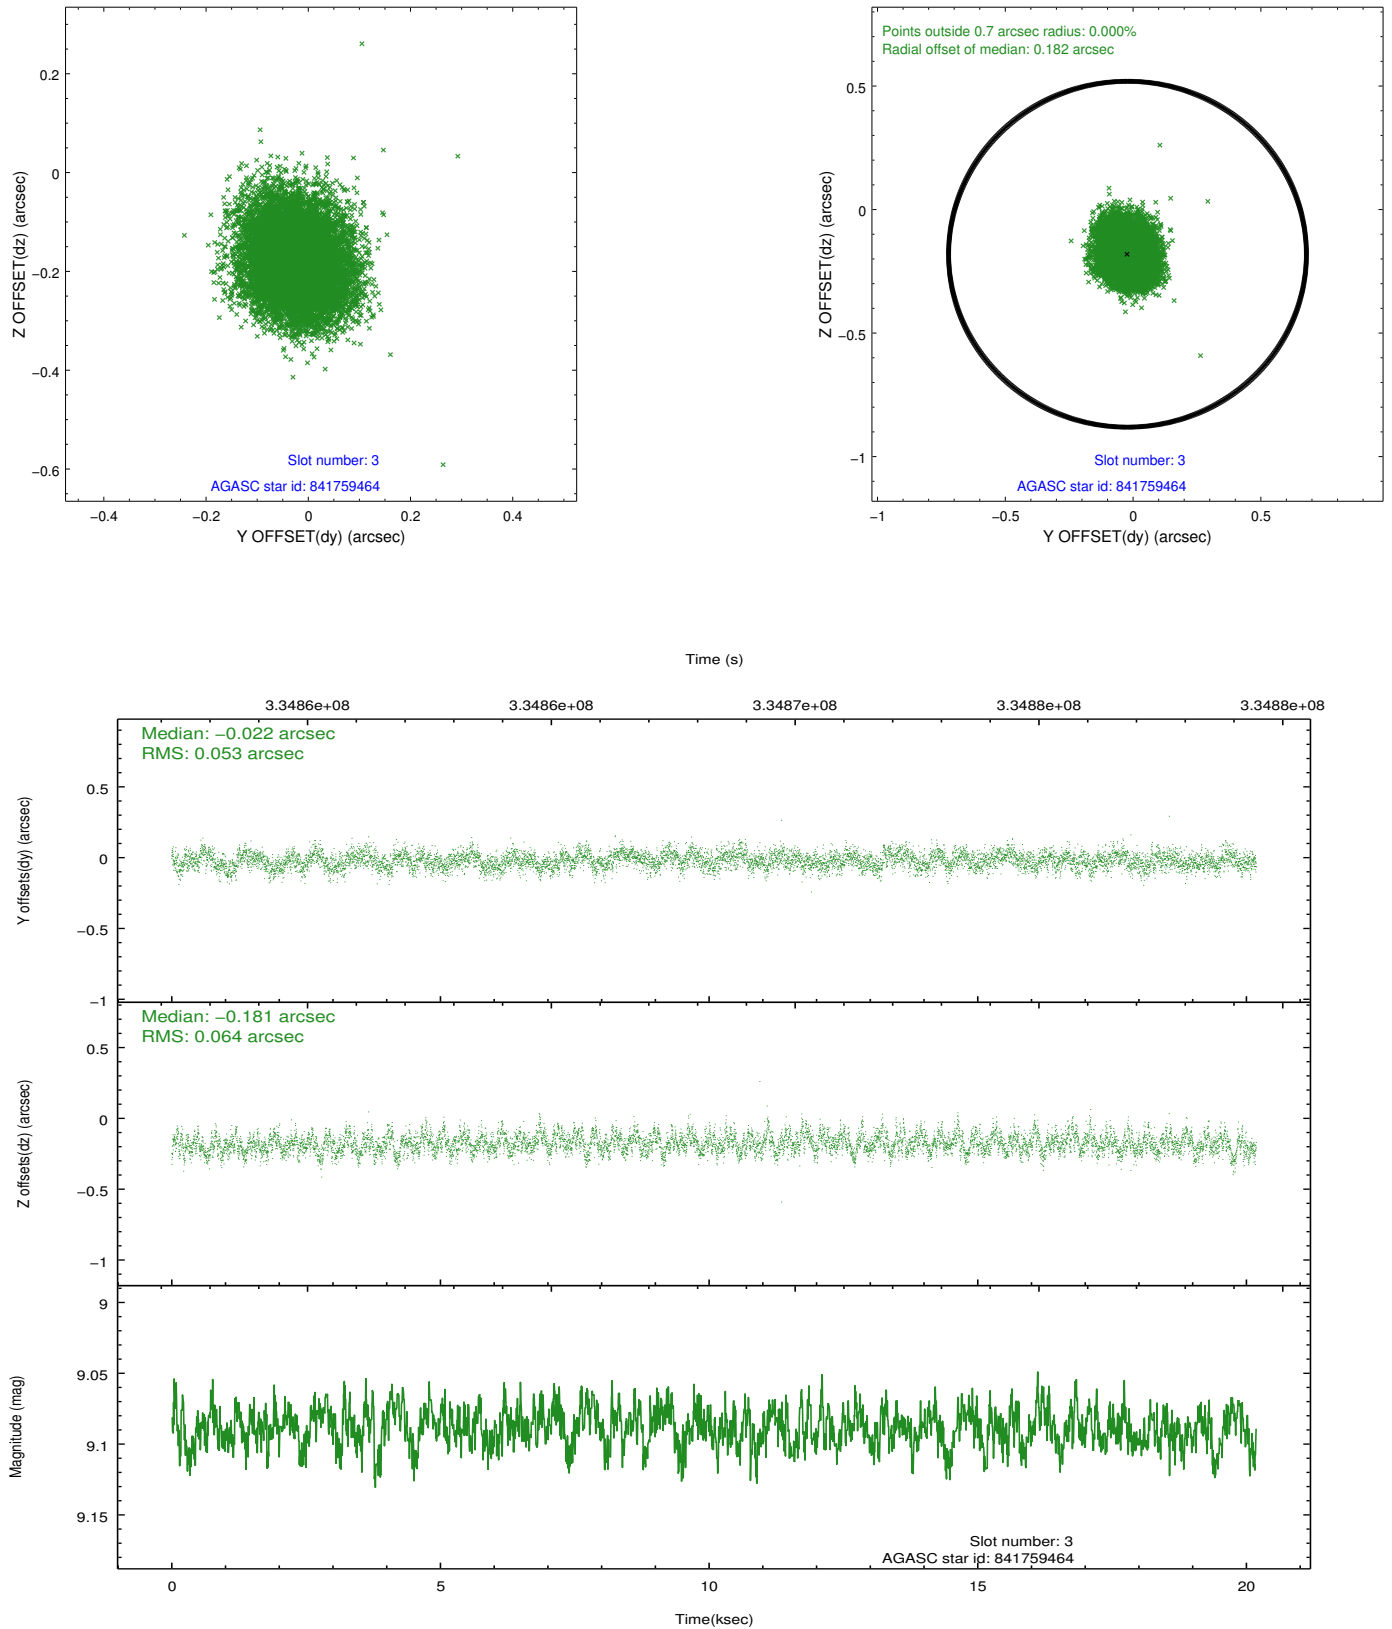 0.2
0
−0.2
−0.4
−0.6
Z OFFSET(dz) (arcsec)
Slot number: 3
AGASC star id: 841759464
−0.4
−0.2
0
0.2
0.4
Y OFFSET(dy) (arcsec)
Points outside 0.7 arcsec radius: 0.000%
Radial offset of median: 0.182 arcsec
0.5
0
−0.5
−1
Z OFFSET(dz) (arcsec)
Slot number: 3
AGASC star id: 841759464
−1
−0.5
0
0.5
Y OFFSET(dy) (arcsec)
Time (s)
3.3486e+08
3.3486e+08
3.3487e+08
3.3488e+08
3.3488e+08
Median: −0.022 arcsec
RMS: 0.053 arcsec
0.5
0
−0.5
−1
Y offsets(dy) (arcsec)
Median: −0.181 arcsec
RMS: 0.064 arcsec
0.5
0
−0.5
−1
Z offsets(dz) (arcsec)
9
9.05
9.1
9.15
Magnitude (mag)
Slot number: 3
AGASC star id: 841759464
0
5
10
15
20
Time(ksec)